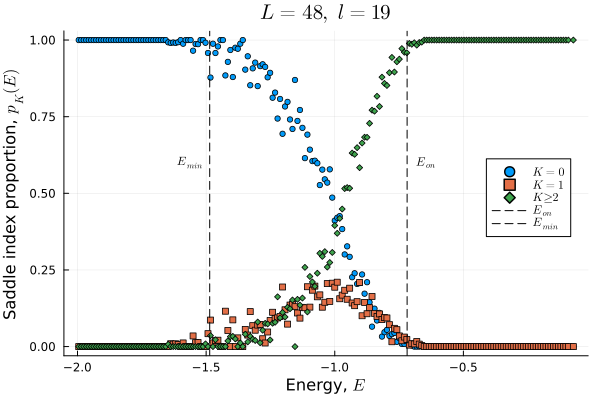 L = 48, l = 19
Saddle index proportion, p_K(E)
1.00
0.75
0.50
0.25
0.00
E_min
E_on
K = 0
K = 1
K≥2
E_on
E_min
−2.0 −1.5 −1.0 −0.5
Energy, E